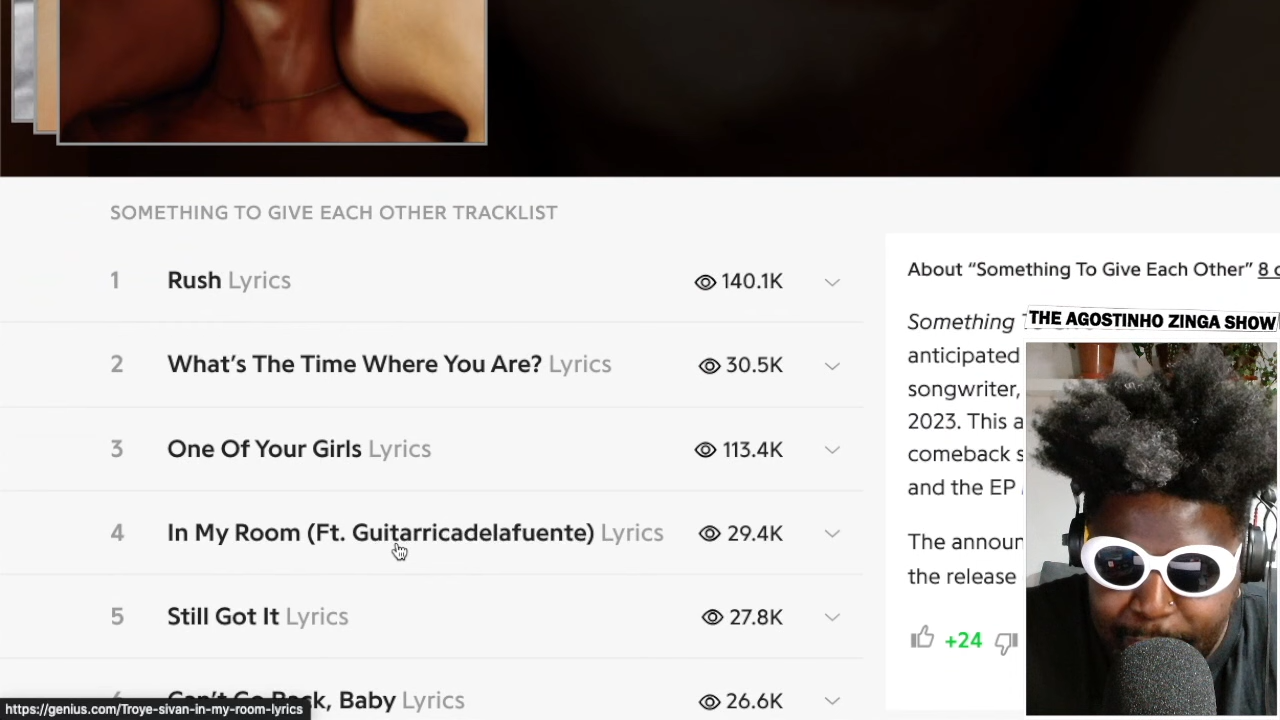 SOMETHING TO GIVE EACH OTHER TRACKLIST
1 Rush Lyrics 140.1K
2 What's The Time Where You Are? Lyrics 30.5K
3 One Of Your Girls Lyrics 113.4K
4 In My Room (Ft. Guitarricadelafuente) Lyrics 29.4K
5 Still Got It Lyrics 27.8K
6 Can't Go Back, Baby Lyrics 26.6K
https://genius.com/Troye-sivan-in-my-room-lyrics
About “Something To Give Each Other” 8
Something
anticipated
songwriter,
2023. This a
comeback s
and the EP
The announ
the release
+24
THE AGOSTINHO ZINGA SHOW